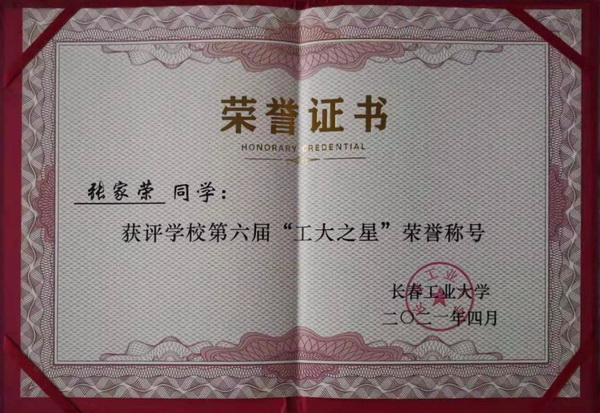 荣誉证书
HONORARY CREDENTIAL
张家荣 同学：
获评学校第六届“工大之星”荣誉称号
长春工业大学
二〇二一年四月